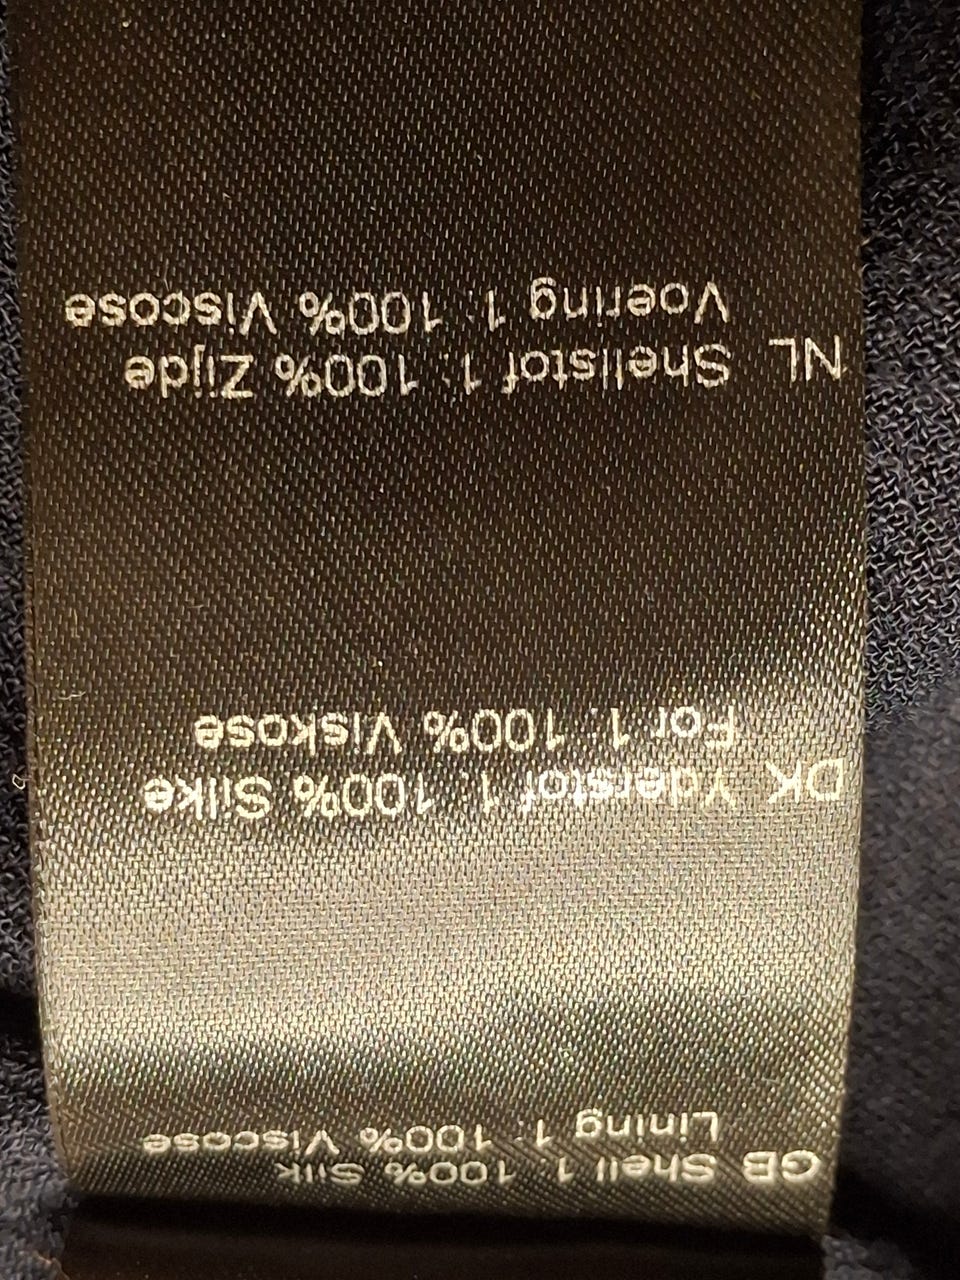 GB Shell 1: 100% Silk
Lining 1: 100% Viscose
DK Yderstof 1: 100% Silke
For 1: 100% Viskose
NL Shellstof 1: 100% Zijde
Voering 1: 100% Viscose